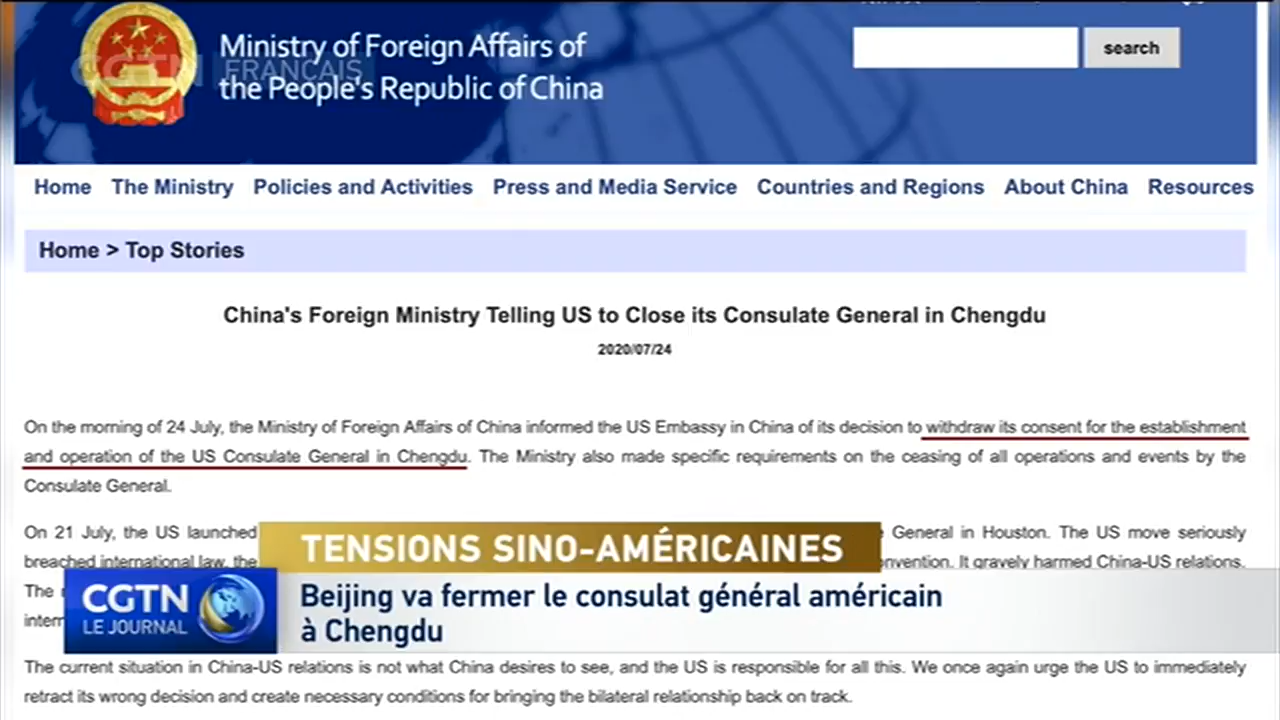 Ministry of Foreign Affairs of
the People's Republic of China
CGTN FRANÇAIS
search
Home The Ministry Policies and Activities Press and Media Service Countries and Regions About China Resources
Home > Top Stories
China's Foreign Ministry Telling US to Close its Consulate General in Chengdu
2020/07/24
On the morning of 24 July, the Ministry of Foreign Affairs of China informed the US Embassy in China of its decision to withdraw its consent for the establishment
and operation of the US Consulate General in Chengdu. The Ministry also made specific requirements on the ceasing of all operations and events by the
Consulate General.
On 21 July, the US launched General in Houston. The US move seriously
breached international law, the It gravely harmed China-US relations.
The
TENSIONS SINO-AMÉRICAINES
CGTN
LE JOURNAL
Beijing va fermer le consulat général américain
à Chengdu
The current situation in China-US relations is not what China desires to see, and the US is responsible for all this. We once again urge the US to immediately
retract its wrong decision and create necessary conditions for bringing the bilateral relationship back on track.